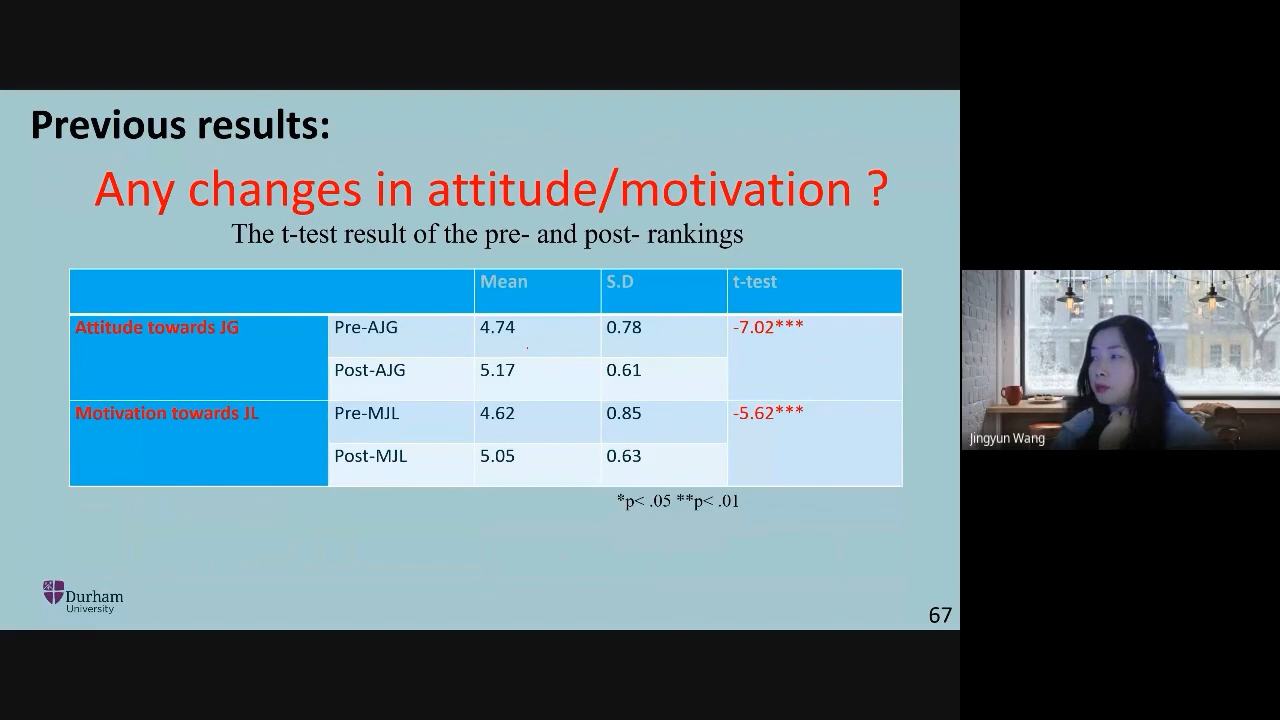 Previous results:
Any changes in attitude/motivation ?
The t-test result of the pre- and post- rankings
Mean S.D t-test
Attitude towards JG Pre-AJG 4.74 0.78 -7.02***
Post-AJG 5.17 0.61
Motivation towards JL Pre-MJL 4.62 0.85 -5.62***
Post-MJL 5.05 0.63
*p< .05 **p< .01
Durham
University
67
Jingyun Wang